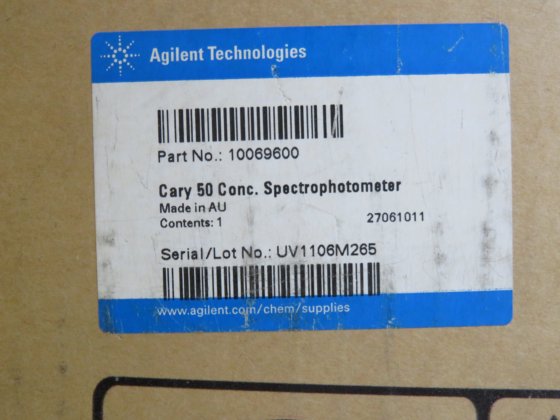 Agilent Technologies
Part No.: 10069600
Cary 50 Conc. Spectrophotometer
Made in AU
Contents: 1 27061011
Serial/Lot No.: UV1106M265
www.agilent.com/chem/supplies